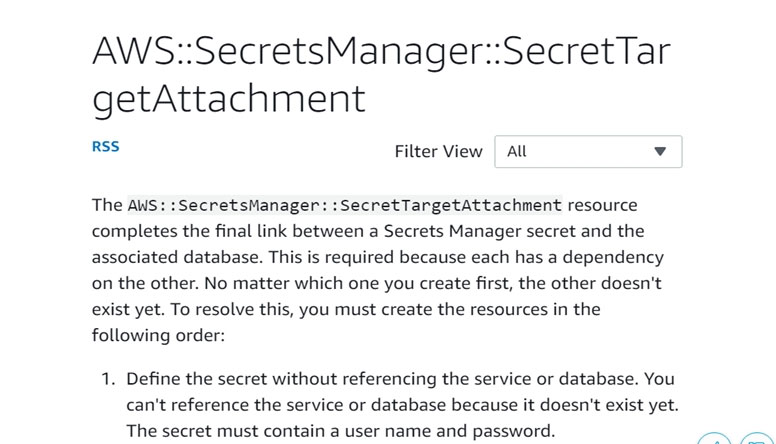 AWS::SecretsManager::SecretTar
getAttachment
RSS
Filter View All
The AWS::SecretsManager::SecretTargetAttachment resource
completes the final link between a Secrets Manager secret and the
associated database. This is required because each has a dependency
on the other. No matter which one you create first, the other doesn't
exist yet. To resolve this, you must create the resources in the
following order:
1. Define the secret without referencing the service or database. You
can't reference the service or database because it doesn't exist yet.
The secret must contain a user name and password.